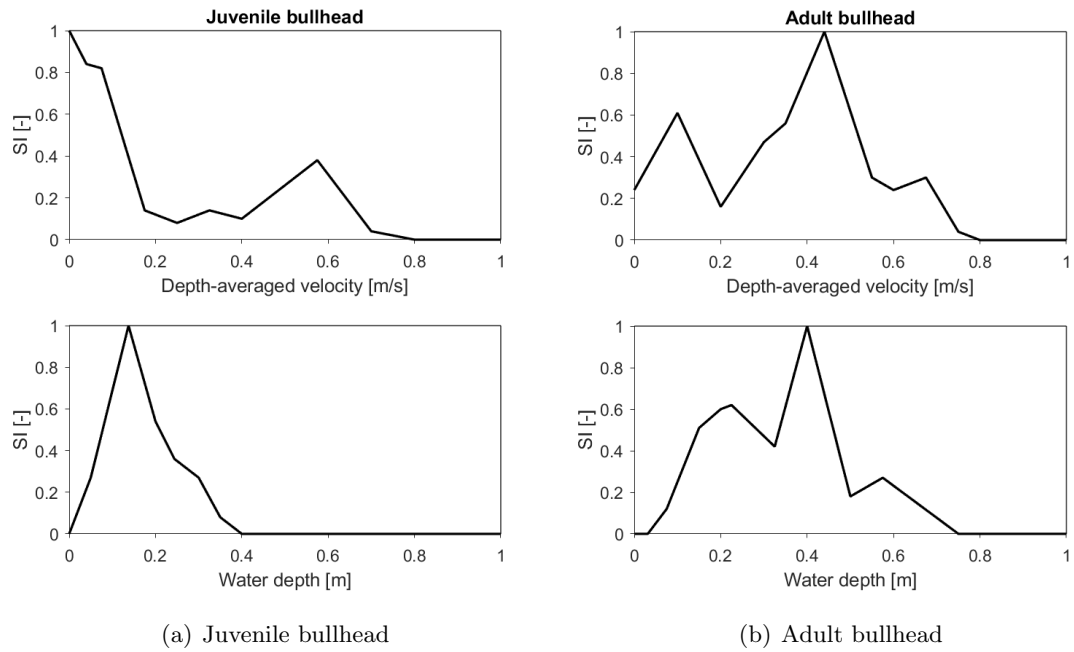 Juvenile bullhead
1
0.8
0.6
0.4
0.2
0
SI [-]
0 0.2 0.4 0.6 0.8 1
Depth-averaged velocity [m/s]
Adult bullhead
1
0.8
0.6
0.4
0.2
0
SI [-]
0 0.2 0.4 0.6 0.8 1
Depth-averaged velocity [m/s]
1
0.8
0.6
0.4
0.2
0
SI [-]
0 0.2 0.4 0.6 0.8 1
Water depth [m]
1
0.8
0.6
0.4
0.2
0
SI [-]
0 0.2 0.4 0.6 0.8 1
Water depth [m]
(a) Juvenile bullhead
(b) Adult bullhead